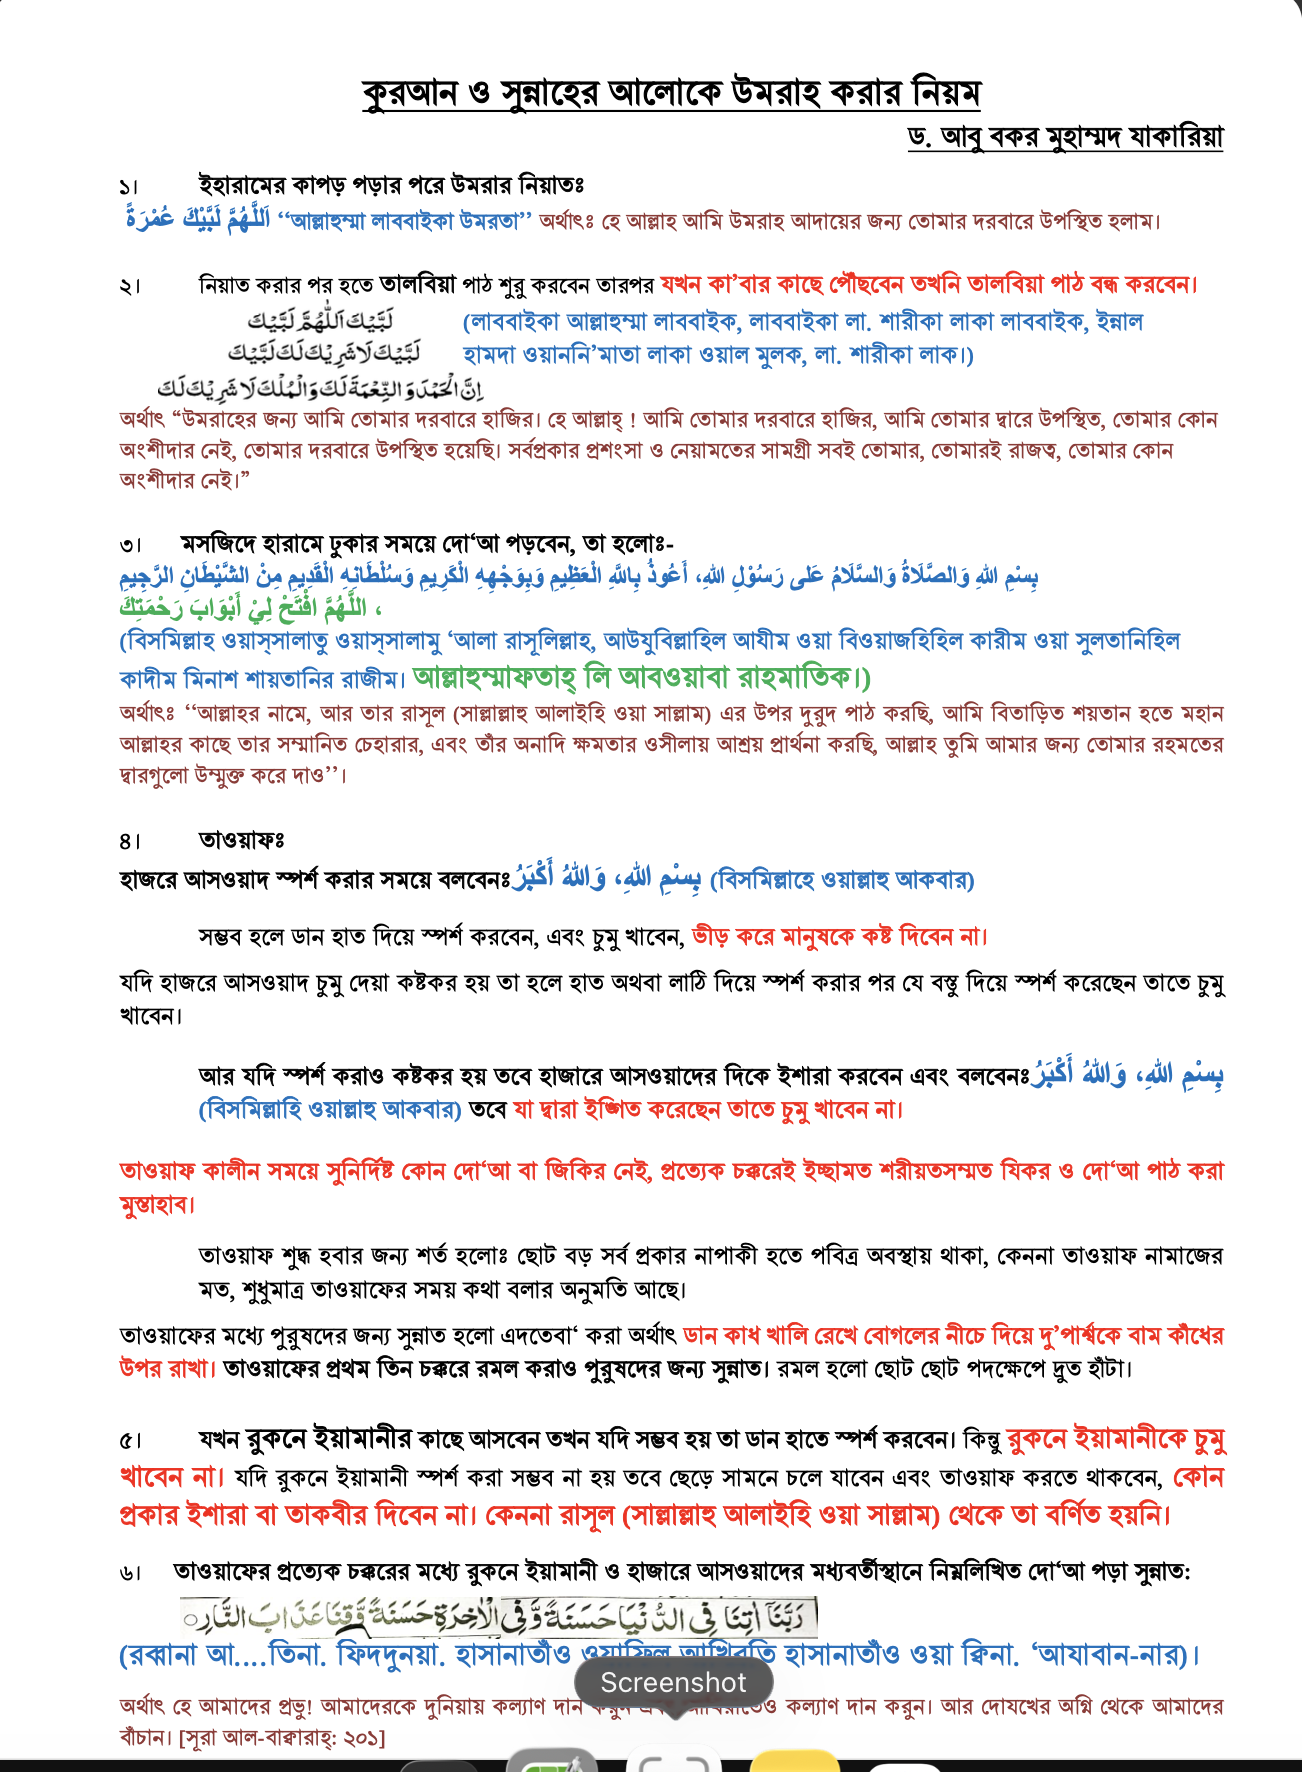 কুরআন ও সুন্নাহের আলোকে উমরাহ করার নিয়ম
ড. আবু বকর মুহাম্মদ যাকারিয়া
১। ইহারামের কাপড় পড়ার পরে উমরার নিয়াতঃ
اَللَّهُمَّ لَبَّيْكَ عُمْرَةً ‘‘আল্লাহুম্মা লাববাইকা উমরতা’’ অর্থাৎঃ হে আল্লাহ আমি উমরাহ আদায়ের জন্য তোমার দরবারে উপস্থিত হলাম।
২। নিয়াত করার পর হতে তালবিয়া পাঠ শুরু করবেন তারপর যখন কা’বার কাছে পৌঁছবেন তখনি তালবিয়া পাঠ বন্ধ করবেন।
لَبَّيْكَ اَللّٰهُمَّ لَبَّيْكَ (লাববাইকা আল্লাহুম্মা লাববাইক, লাববাইকা লা. শারীকা লাকা লাববাইক, ইন্নাল
لَبَّيْكَ لَا شَرِيْكَ لَكَ لَبَّيْكَ হামদা ওয়াননি’মাতা লাকা ওয়াল মুলক, লা. শারীকা লাক।)
اِنَّ الْحَمْدَ وَ النِّعْمَةَ لَكَ وَالْمُلْكَ لَا شَرِيْكَ لَكَ
অর্থাৎ “উমরাহের জন্য আমি তোমার দরবারে হাজির। হে আল্লাহ্ ! আমি তোমার দরবারে হাজির, আমি তোমার দ্বারে উপস্থিত, তোমার কোন
অংশীদার নেই, তোমার দরবারে উপস্থিত হয়েছি। সর্বপ্রকার প্রশংসা ও নেয়ামতের সামগ্রী সবই তোমার, তোমারই রাজত্ব, তোমার কোন
অংশীদার নেই।”
৩। মসজিদে হারামে ঢুকার সময়ে দো‘আ পড়বেন, তা হলোঃ-
بِسْمِ اللهِ وَالصَّلَاةُ وَالسَّلَامُ عَلى رَسُوْلِ اللهِ، أَعُوذُ بِاللَّهِ الْعَظِيمِ وَبِوَجْهِهِ الْكَرِيمِ وَسُلْطَانِهِ الْقَدِيمِ مِنْ الشَّيْطَانِ الرَّجِيمِ
، اللَّهُمَّ افْتَحْ لِيْ أَبْوَابَ رَحْمَتِكَ
(বিসমিল্লাহ ওয়াস্সালাতু ওয়াস্সালামু ‘আলা রাসূলিল্লাহ, আউযুবিল্লাহিল আযীম ওয়া বিওয়াজহিহিল কারীম ওয়া সুলতানিহিল
কাদীম মিনাশ শায়তানির রাজীম। আল্লাহুম্মাফতাহ্ লি আবওয়াবা রাহমাতিক।)
অর্থাৎঃ ‘‘আল্লাহর নামে, আর তার রাসূল (সাল্লাল্লাহু আলাইহি ওয়া সাল্লাম) এর উপর দুরুদ পাঠ করছি, আমি বিতাড়িত শয়তান হতে মহান
আল্লাহর কাছে তার সম্মানিত চেহারার, এবং তাঁর অনাদি ক্ষমতার ওসীলায় আশ্রয় প্রার্থনা করছি, আল্লাহ তুমি আমার জন্য তোমার রহমতের
দ্বারগুলো উম্মুক্ত করে দাও’’।
৪। তাওয়াফঃ
হাজরে আসওয়াদ স্পর্শ করার সময়ে বলবেনঃ بِسْمِ اللهِ، وَاللهُ أَكْبَرُ (বিসমিল্লাহে ওয়াল্লাহু আকবার)
সম্ভব হলে ডান হাত দিয়ে স্পর্শ করবেন, এবং চুমু খাবেন, ভীড় করে মানুষকে কষ্ট দিবেন না।
যদি হাজরে আসওয়াদ চুমু দেয়া কষ্টকর হয় তা হলে হাত অথবা লাঠি দিয়ে স্পর্শ করার পর যে বস্তু দিয়ে স্পর্শ করেছেন তাতে চুমু
খাবেন।
আর যদি স্পর্শ করাও কষ্টকর হয় তবে হাজারে আসওয়াদের দিকে ইশারা করবেন এবং বলবেনঃ بِسْمِ اللهِ، وَاللهُ أَكْبَرُ
(বিসমিল্লাহি ওয়াল্লাহু আকবার) তবে যা দ্বারা ইঙ্গিত করেছেন তাতে চুমু খাবেন না।
তাওয়াফ কালীন সময়ে সুনির্দিষ্ট কোন দো‘আ বা জিকির নেই, প্রত্যেক চক্করেই ইচ্ছামত শরীয়তসম্মত যিকর ও দো‘আ পাঠ করা
মুস্তাহাব।
তাওয়াফ শুদ্ধ হবার জন্য শর্ত হলোঃ ছোট বড় সর্ব প্রকার নাপাকী হতে পবিত্র অবস্থায় থাকা, কেননা তাওয়াফ নামাজের
মত, শুধুমাত্র তাওয়াফের সময় কথা বলার অনুমতি আছে।
তাওয়াফের মধ্যে পুরুষদের জন্য সুন্নাত হলো এদতেবা‘ করা অর্থাৎ ডান কাধ খালি রেখে বোগলের নীচে দিয়ে দু’পার্শ্বকে বাম কাঁধের
উপর রাখা। তাওয়াফের প্রথম তিন চক্করে রমল করাও পুরুষদের জন্য সুন্নাত। রমল হলো ছোট ছোট পদক্ষেপে দ্রুত হাঁটা।
৫। যখন রুকনে ইয়ামানীর কাছে আসবেন তখন যদি সম্ভব হয় তা ডান হাতে স্পর্শ করবেন। কিন্তু রুকনে ইয়ামানীকে চুমু
খাবেন না। যদি রুকনে ইয়ামানী স্পর্শ করা সম্ভব না হয় তবে ছেড়ে সামনে চলে যাবেন এবং তাওয়াফ করতে থাকবেন, কোন
প্রকার ইশারা বা তাকবীর দিবেন না। কেননা রাসূল (সাল্লাল্লাহু আলাইহি ওয়া সাল্লাম) থেকে তা বর্ণিত হয়নি।
৬। তাওয়াফের প্রত্যেক চক্করের মধ্যে রুকনে ইয়ামানী ও হাজারে আসওয়াদের মধ্যবর্তীস্থানে নিম্নলিখিত দো‘আ পড়া সুন্নাত:
رَبَّنَآ اٰتِنَا فِى الدُّنْيَا حَسَنَةً وَّ فِى الْاٰخِرَةِ حَسَنَةً وَّقِنَا عَذَابَ النَّارِ
(রব্বানা আ....তিনা. ফিদদুনয়া. হাসানাতাঁও ওয়াফিল আখিরতি হাসানাতাঁও ওয়া ক্বিনা. ‘আযাবান-নার)।
Screenshot
অর্থাৎ হে আমাদের প্রভু! আমাদেরকে দুনিয়ায় কল্যাণ দান কল্যাণ দান করুন। আর দোযখের অগ্নি থেকে আমাদের
বাঁচান। [সূরা আল-বাক্বারাহ্: ২০১]